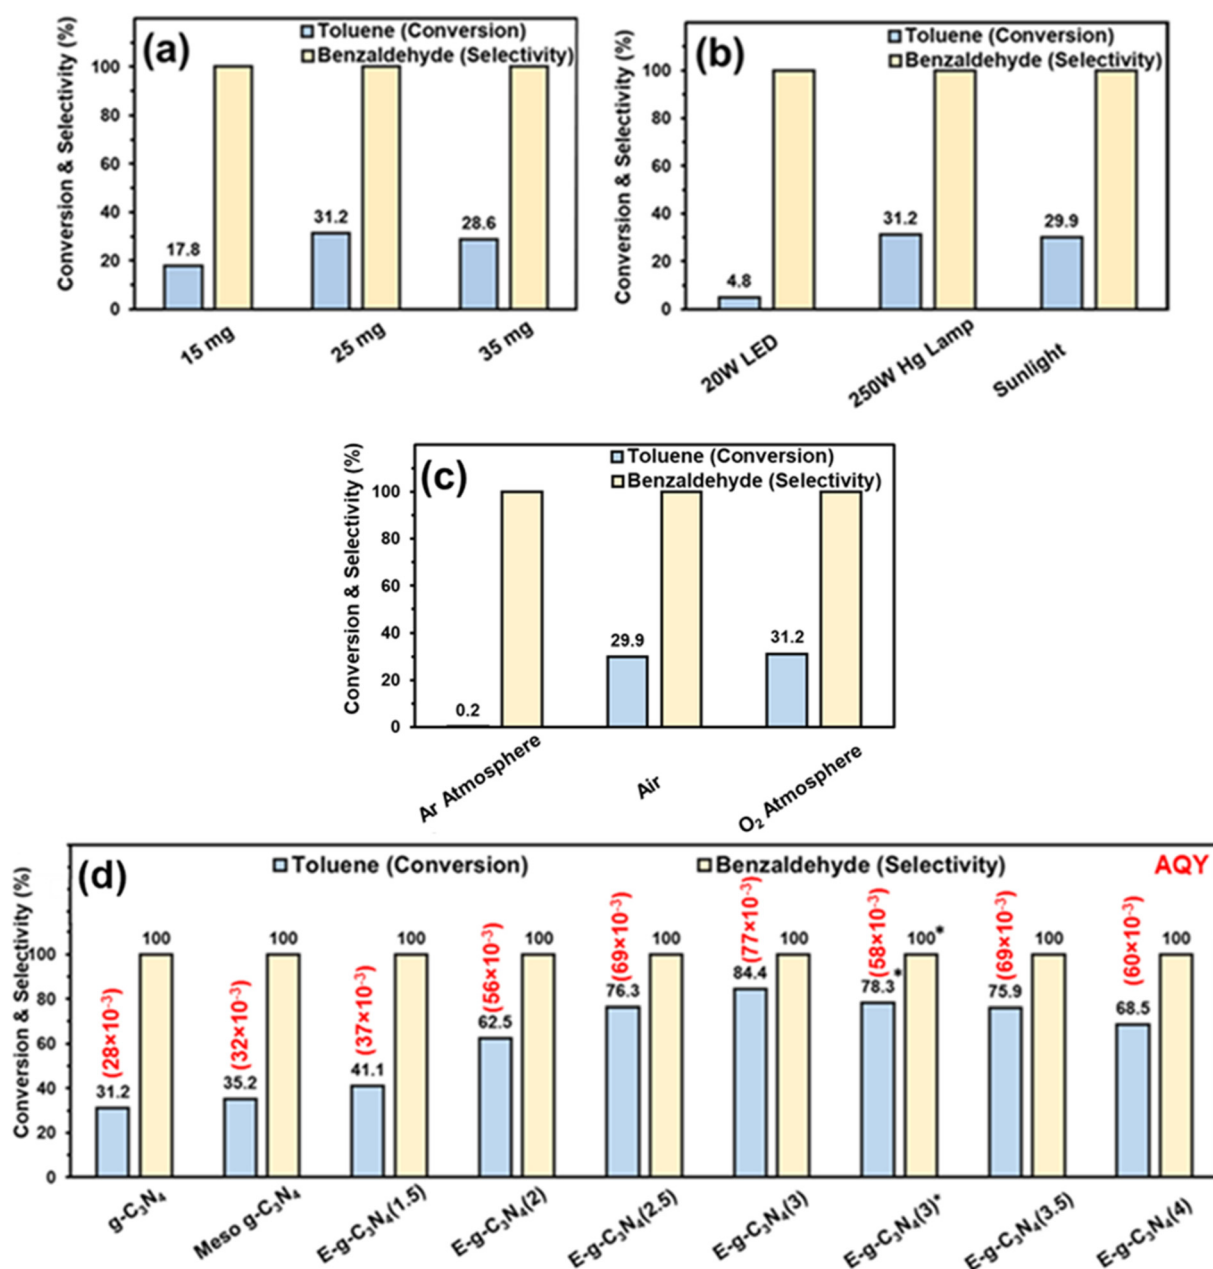 (a)
Toluene (Conversion)
Benzaldehyde (Selectivity)
Conversion & Selectivity (%)
100
80
60
40
20
0
17.8
31.2
28.6
15 mg
25 mg
35 mg
(b)
Toluene (Conversion)
Benzaldehyde (Selectivity)
Conversion & Selectivity (%)
100
80
60
40
20
0
4.8
31.2
29.9
20W LED
250W Hg Lamp
Sunlight
(c)
Toluene (Conversion)
Benzaldehyde (Selectivity)
Conversion & Selectivity (%)
100
80
60
40
20
0
0.2
29.9
31.2
Ar Atmosphere
Air
O₂ Atmosphere
(d)
Toluene (Conversion)
Benzaldehyde (Selectivity)
AQY
Conversion & Selectivity (%)
100
80
60
40
20
0
(28×10⁻³)
31.2
100
(32×10⁻³)
35.2
100
(37×10⁻³)
41.1
100
(56×10⁻³)
62.5
100
(69×10⁻³)
76.3
100
(77×10⁻³)
84.4
100
(58×10⁻³)
78.3*
100*
(69×10⁻³)
75.9
100
(60×10⁻³)
68.5
100
g-C₃N₄
Meso g-C₃N₄
E-g-C₃N₄(1.5)
E-g-C₃N₄(2)
E-g-C₃N₄(2.5)
E-g-C₃N₄(3)
E-g-C₃N₄(3)*
E-g-C₃N₄(3.5)
E-g-C₃N₄(4)